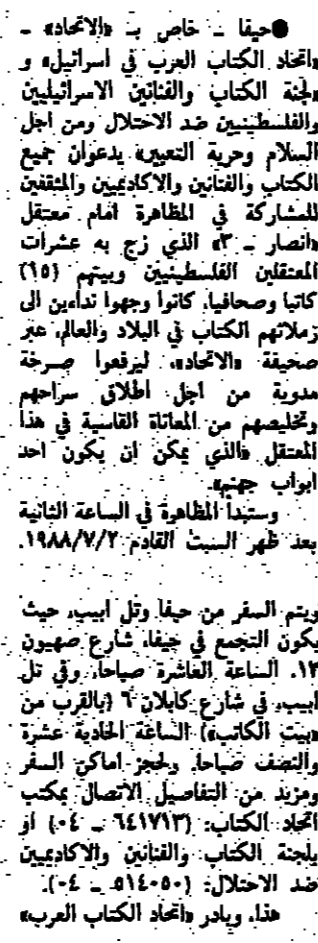 ●حيفا ـ خاص بـ «الاتحاد» ـ
«اتحاد الكتاب العرب في اسرائيل» و
«لجنة الكتاب والفنانين الاسرائيليين
والفلسطينيين ضد الاحتلال ومن اجل
السلام وحرية التعبير» يدعوان جميع
الكتاب والفنانين والاكاديميين والمثقفين
للمشاركة في المظاهرة امام معتقل
«انصار ـ ٣» الذي زج به عشرات
المعتقلين الفلسطينيين وبينهم (١٥)
كاتبا وصحافيا. كانوا وجهوا نداءين الى
زملائهم الكتاب في البلاد والعالم، عبر
صحيفة «الاتحاد»، ليرفعوا صرخة
مدوية من اجل اطلاق سراحهم
وتخليصهم من المعاناة القاسية في هذا
المعتقل «الذي يمكن ان يكون احد
ابواب جهنم».
وستبدأ المظاهرة في الساعة الثانية
بعد ظهر السبت القادم ١٩٨٨/٧/٢.
ويتم السفر من حيفا وتل ابيب، حيث
يكون التجمع في حيفا، شارع صهيون
١٣، الساعة العاشرة صباحا، وفي تل
ابيب، في شارع كابلان ٦ (بالقرب من
«بيت الكاتب») الساعة الحادية عشرة
والنصف صباحا. ولحجز اماكن السفر
ومزيد من التفاصيل الاتصال بمكتب
اتحاد الكتاب: (٦٤١٧١٣ ـ ٠٤) او
بلجنة الكتاب والفنانين والاكاديميين
ضد الاحتلال: (٥١٤٠٥٠ ـ ٠٤).
هذا، وبادر «اتحاد الكتاب العرب»